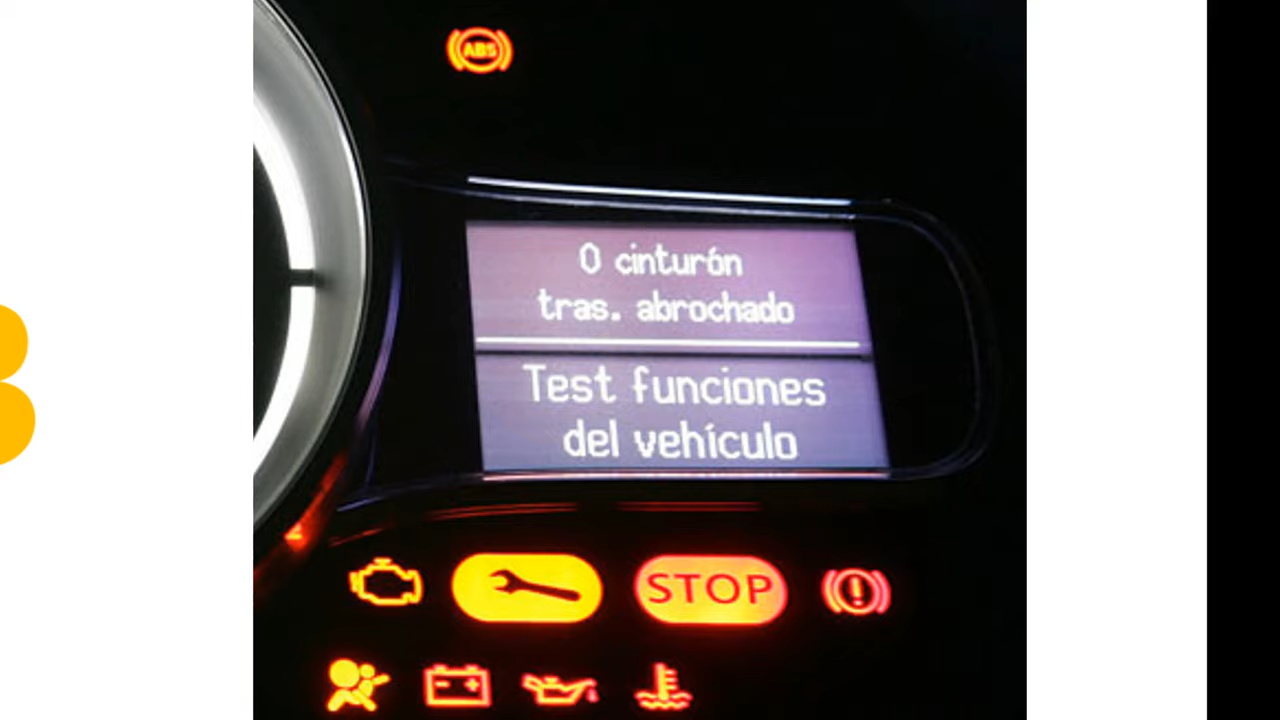 ABS
0 cinturón
tras. abrochado
Test funciones
del vehículo
STOP